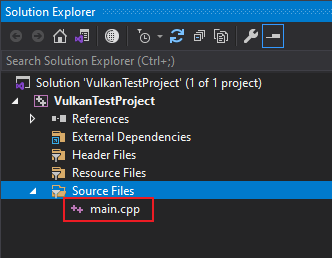 Solution Explorer
Search Solution Explorer (Ctrl+;)
Solution 'VulkanTestProject' (1 of 1 project)
VulkanTestProject
References
External Dependencies
Header Files
Resource Files
Source Files
main.cpp